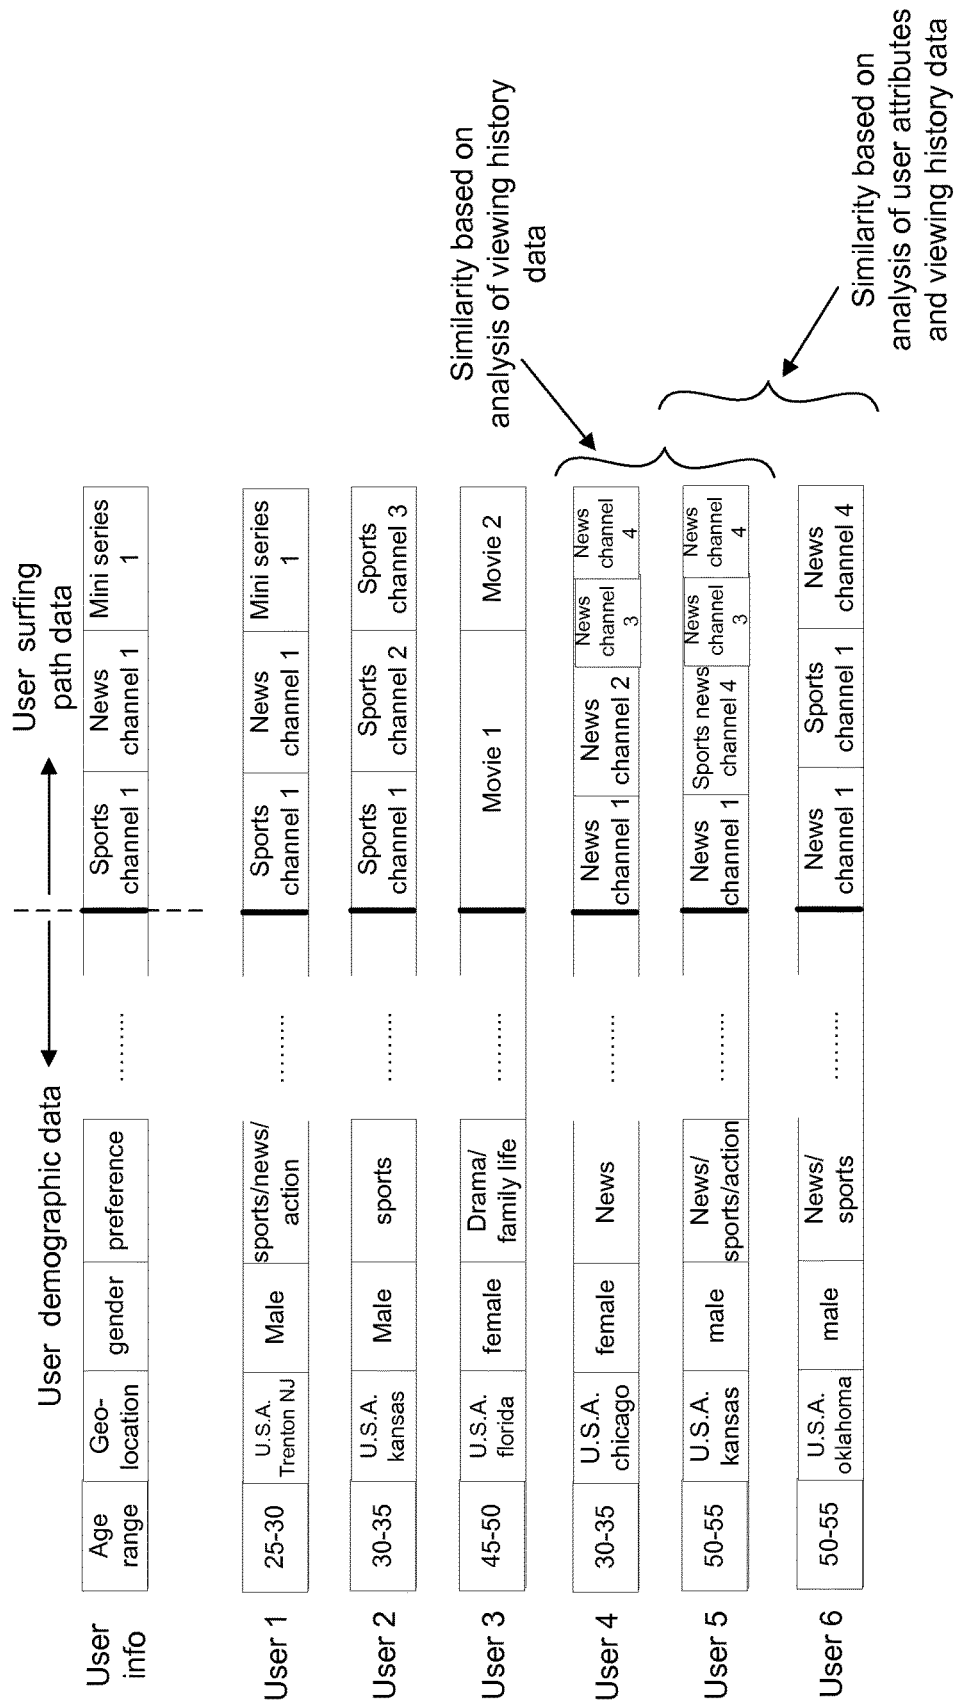 User demographic data
User surfing
path data
User
info
Age
range
Geo-
location
gender
preference
.........
Sports
channel 1
News
channel 1
Mini series
1
User 1
25-30
U.S.A.
Trenton NJ
Male
sports/news/
action
.........
Sports
channel 1
News
channel 1
Mini series
1
User 2
30-35
U.S.A.
kansas
Male
sports
.........
Sports
channel 1
Sports
channel 2
Sports
channel 3
User 3
45-50
U.S.A.
florida
female
Drama/
family life
.........
Movie 1
Movie 2
User 4
30-35
U.S.A.
chicago
female
News
.........
News
channel 1
News
channel 2
News
channel
3
News
channel
4
User 5
50-55
U.S.A.
kansas
male
News/
sports/action
.........
News
channel 1
Sports news
channel 4
News
channel
3
News
channel
4
User 6
50-55
U.S.A.
oklahoma
male
News/
sports
.........
News
channel 1
Sports
channel 1
News
channel 4
Similarity based on
analysis of viewing history
data
Similarity based on
analysis of user attributes
and viewing history data